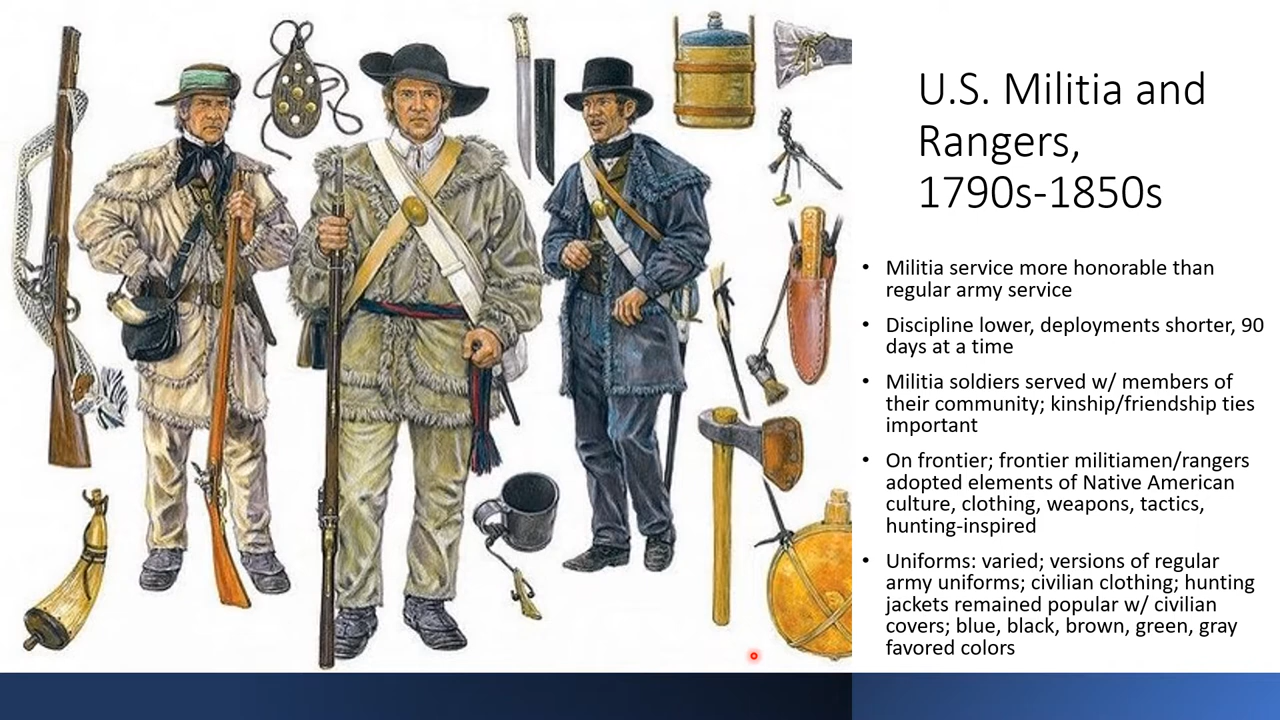 U.S. Militia and
Rangers,
1790s-1850s
• Militia service more honorable than
regular army service
• Discipline lower, deployments shorter, 90
days at a time
• Militia soldiers served w/ members of
their community; kinship/friendship ties
important
• On frontier; frontier militiamen/rangers
adopted elements of Native American
culture, clothing, weapons, tactics,
hunting-inspired
• Uniforms: varied; versions of regular
army uniforms; civilian clothing; hunting
jackets remained popular w/ civilian
covers; blue, black, brown, green, gray
favored colors